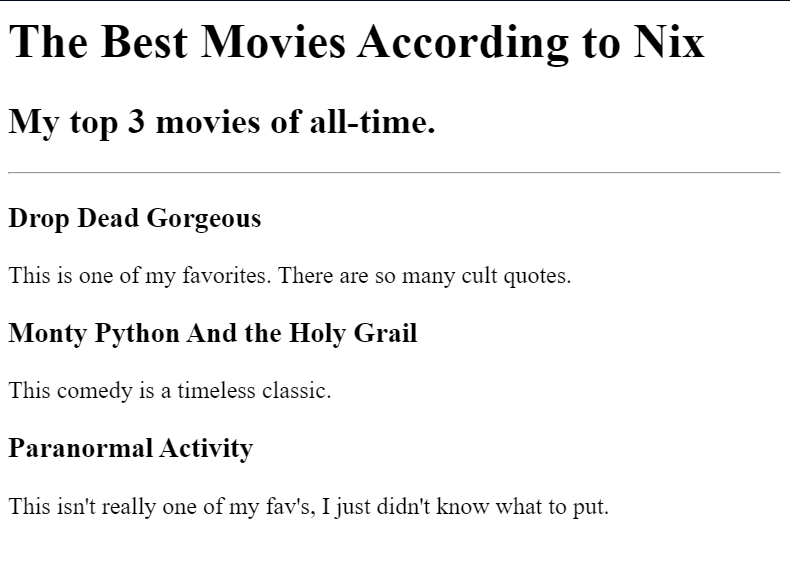 The Best Movies According to Nix
My top 3 movies of all-time.
Drop Dead Gorgeous
This is one of my favorites. There are so many cult quotes.
Monty Python And the Holy Grail
This comedy is a timeless classic.
Paranormal Activity
This isn't really one of my fav's, I just didn't know what to put.